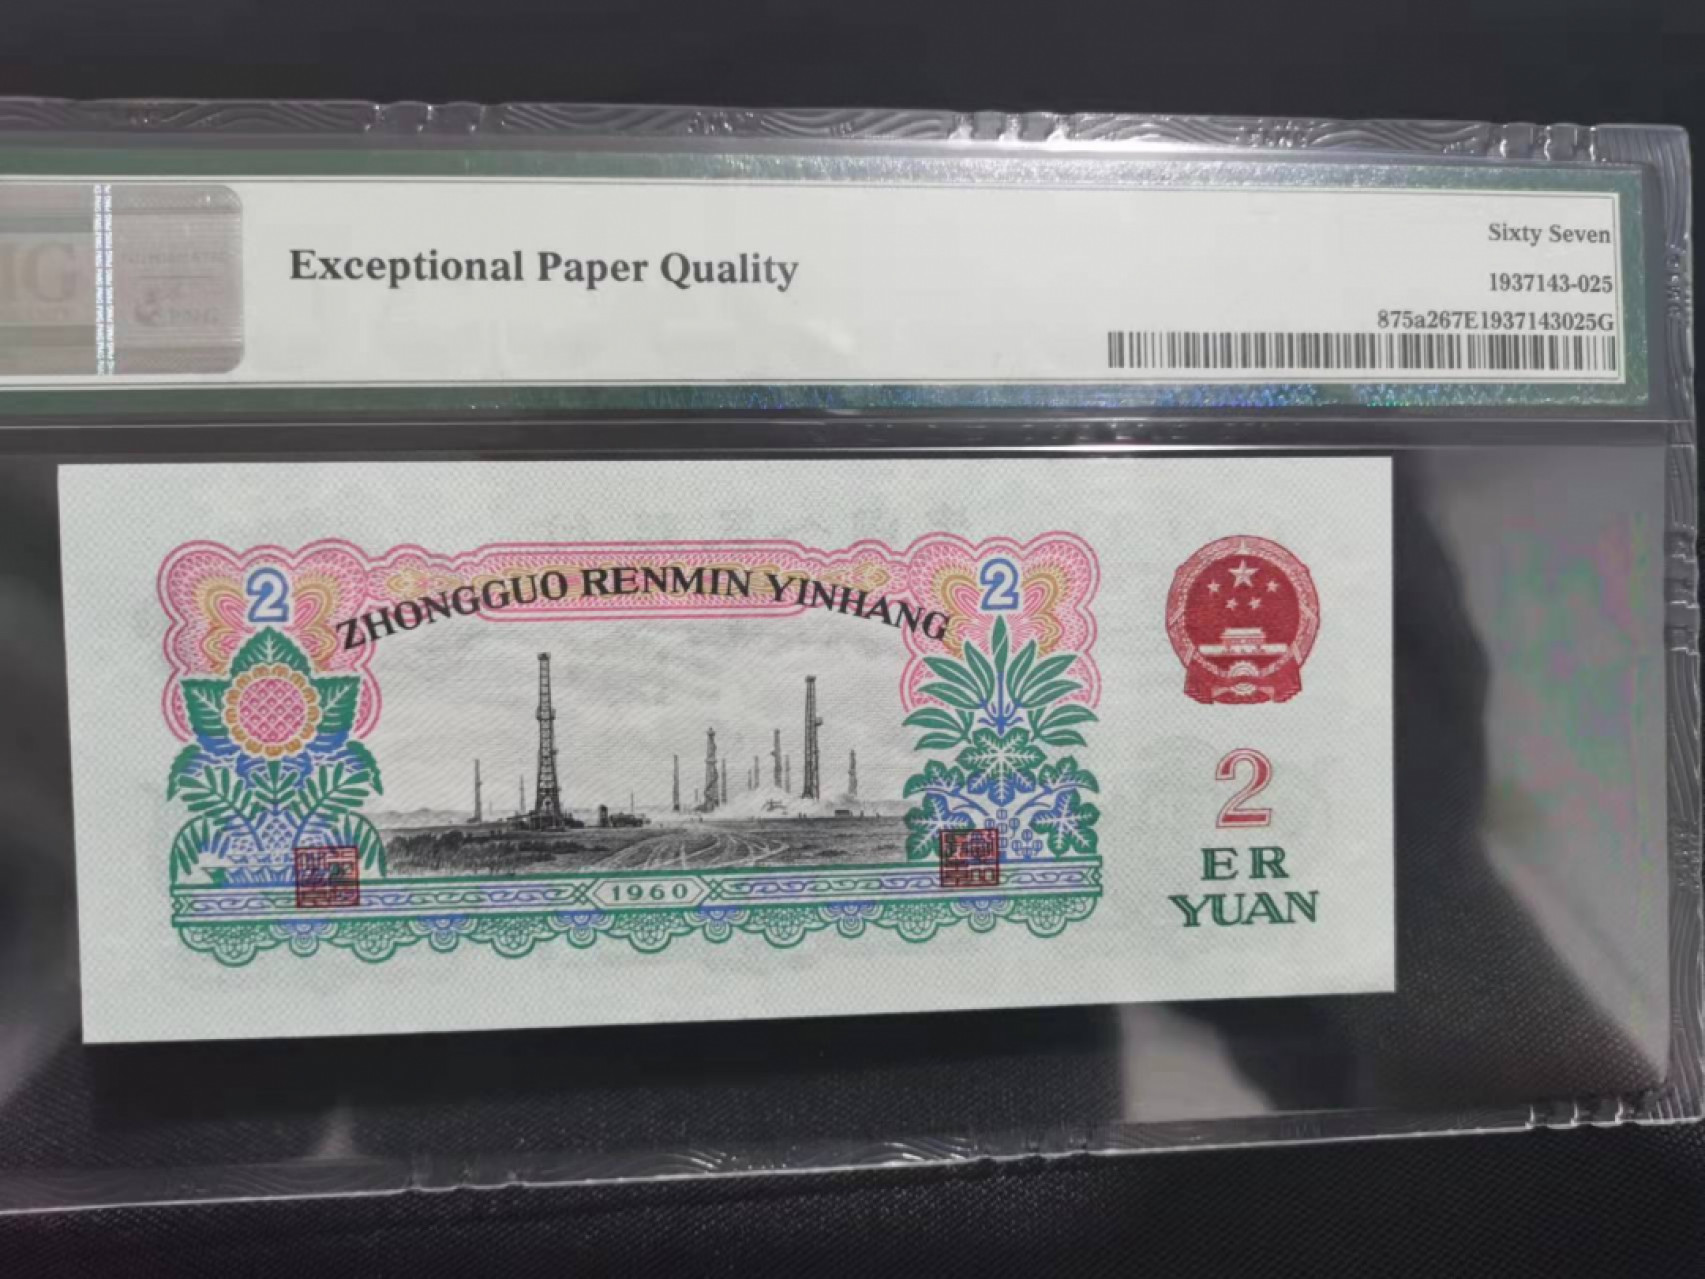 Exceptional Paper Quality
Sixty Seven
1937143-025
875a267E1937143025G
ZHONGGUO RENMIN YINHANG
2
2
1960
2
ER
YUAN